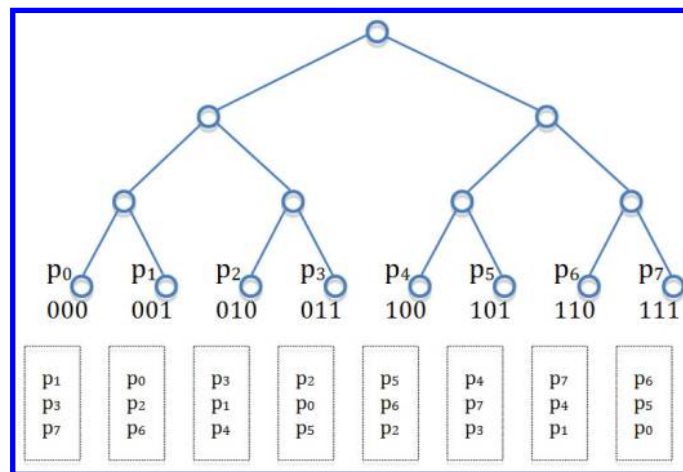 p₀ p₁ p₂ p₃ p₄ p₅ p₆ p₇
000 001 010 011 100 101 110 111
p₁ p₀ p₃ p₂ p₅ p₄ p₇ p₆
p₃ p₂ p₁ p₀ p₆ p₇ p₄ p₅
p₇ p₆ p₄ p₅ p₂ p₃ p₁ p₀